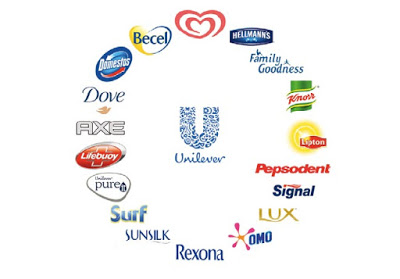 Becel
HELLMANN'S
Domestos
Family
Goodness
Dove
Knorr
AXE
Lipton
Lifebuoy
Unilever
Pepsodent
Unilever
pureit
Signal
Surf
LUX
SUNSILK
OMO
Rexona